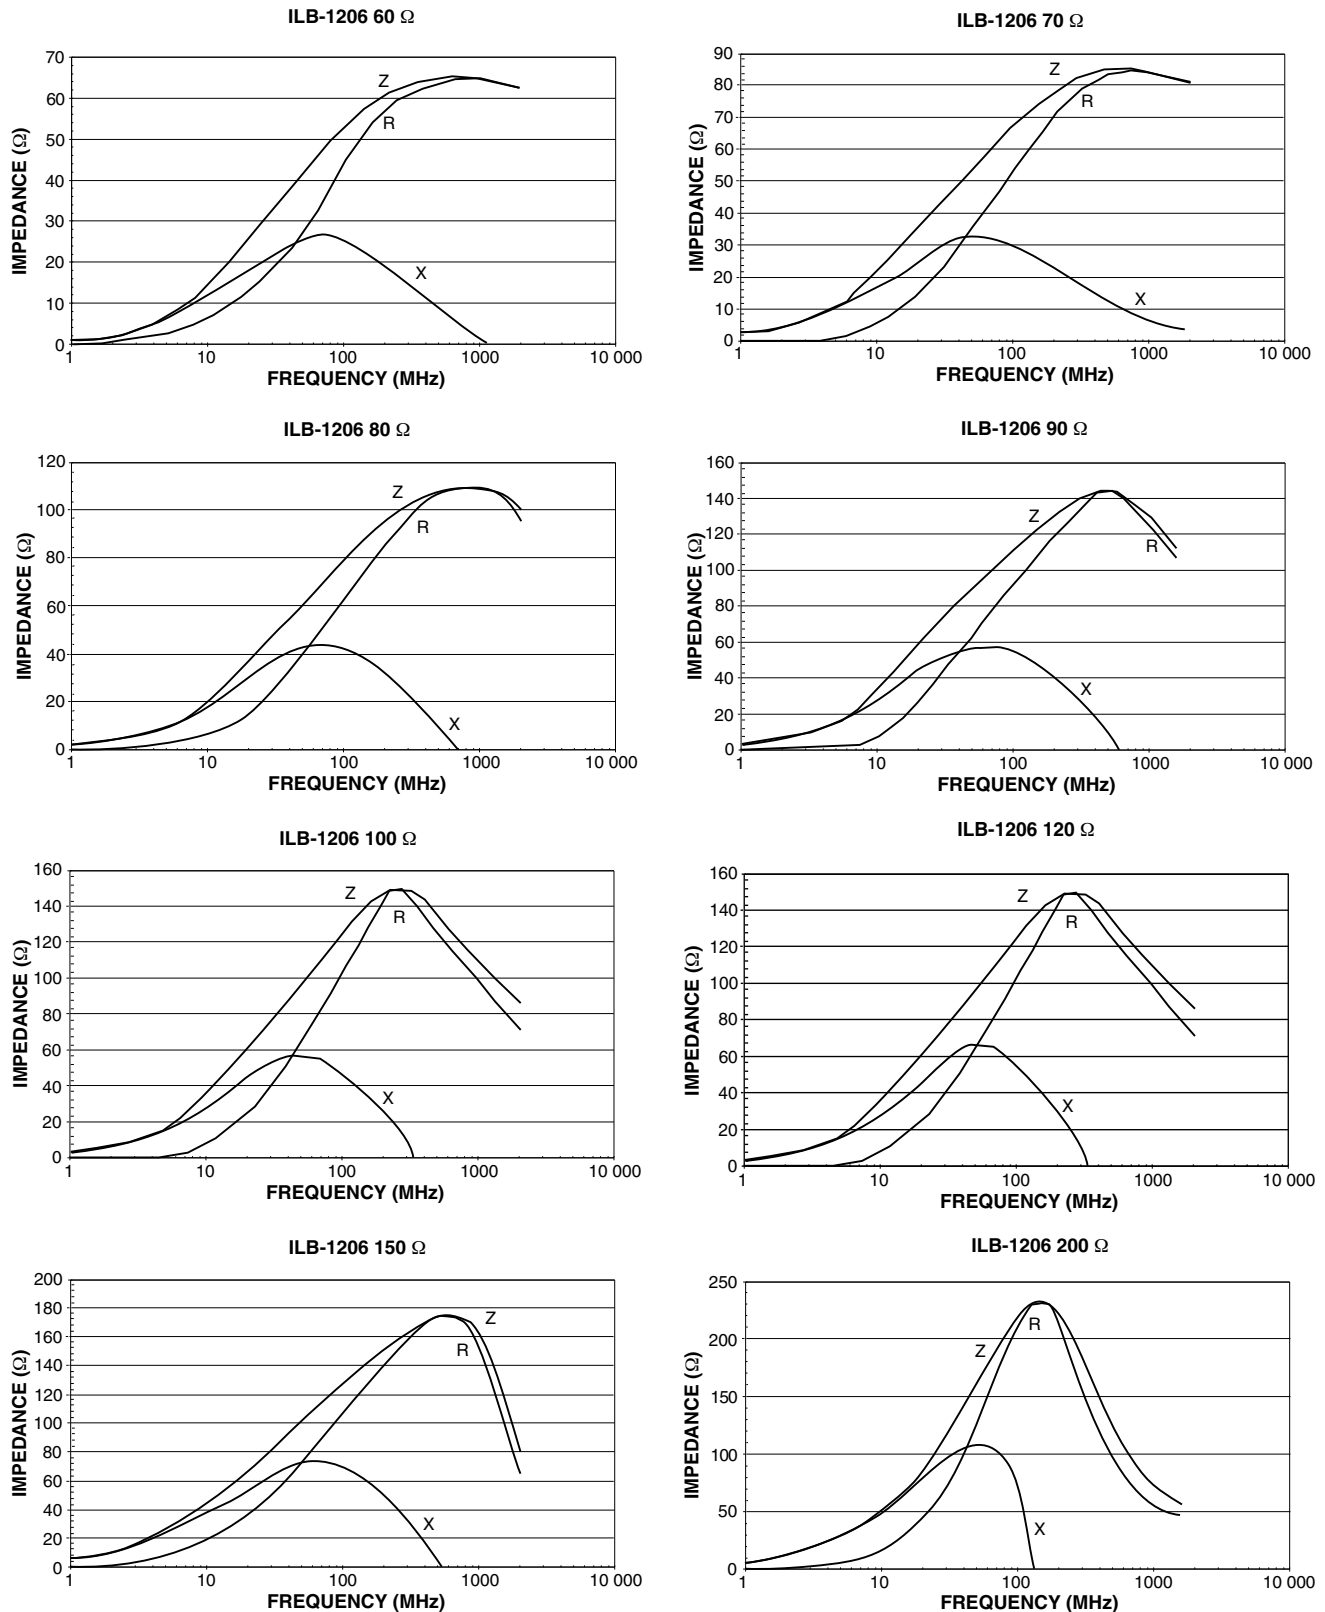 ILB-1206 60 Ω
IMPEDANCE (Ω)
70
60
50
40
30
20
10
0
Z
R
X
1
10
100
1000
10 000
FREQUENCY (MHz)
ILB-1206 70 Ω
IMPEDANCE (Ω)
90
80
70
60
50
40
30
20
10
0
Z
R
X
1
10
100
1000
10 000
FREQUENCY (MHz)
ILB-1206 80 Ω
IMPEDANCE (Ω)
120
100
80
60
40
20
0
Z
R
X
1
10
100
1000
10 000
FREQUENCY (MHz)
ILB-1206 90 Ω
IMPEDANCE (Ω)
160
140
120
100
80
60
40
20
0
Z
R
X
1
10
100
1000
10 000
FREQUENCY (MHz)
ILB-1206 100 Ω
IMPEDANCE (Ω)
160
140
120
100
80
60
40
20
0
Z
R
X
1
10
100
1000
10 000
FREQUENCY (MHz)
ILB-1206 120 Ω
IMPEDANCE (Ω)
160
140
120
100
80
60
40
20
0
Z
R
X
1
10
100
1000
10 000
FREQUENCY (MHz)
ILB-1206 150 Ω
IMPEDANCE (Ω)
200
180
160
140
120
100
80
60
40
20
0
Z
R
X
1
10
100
1000
10 000
FREQUENCY (MHz)
ILB-1206 200 Ω
IMPEDANCE (Ω)
250
200
150
100
50
0
R
Z
X
1
10
100
1000
10 000
FREQUENCY (MHz)